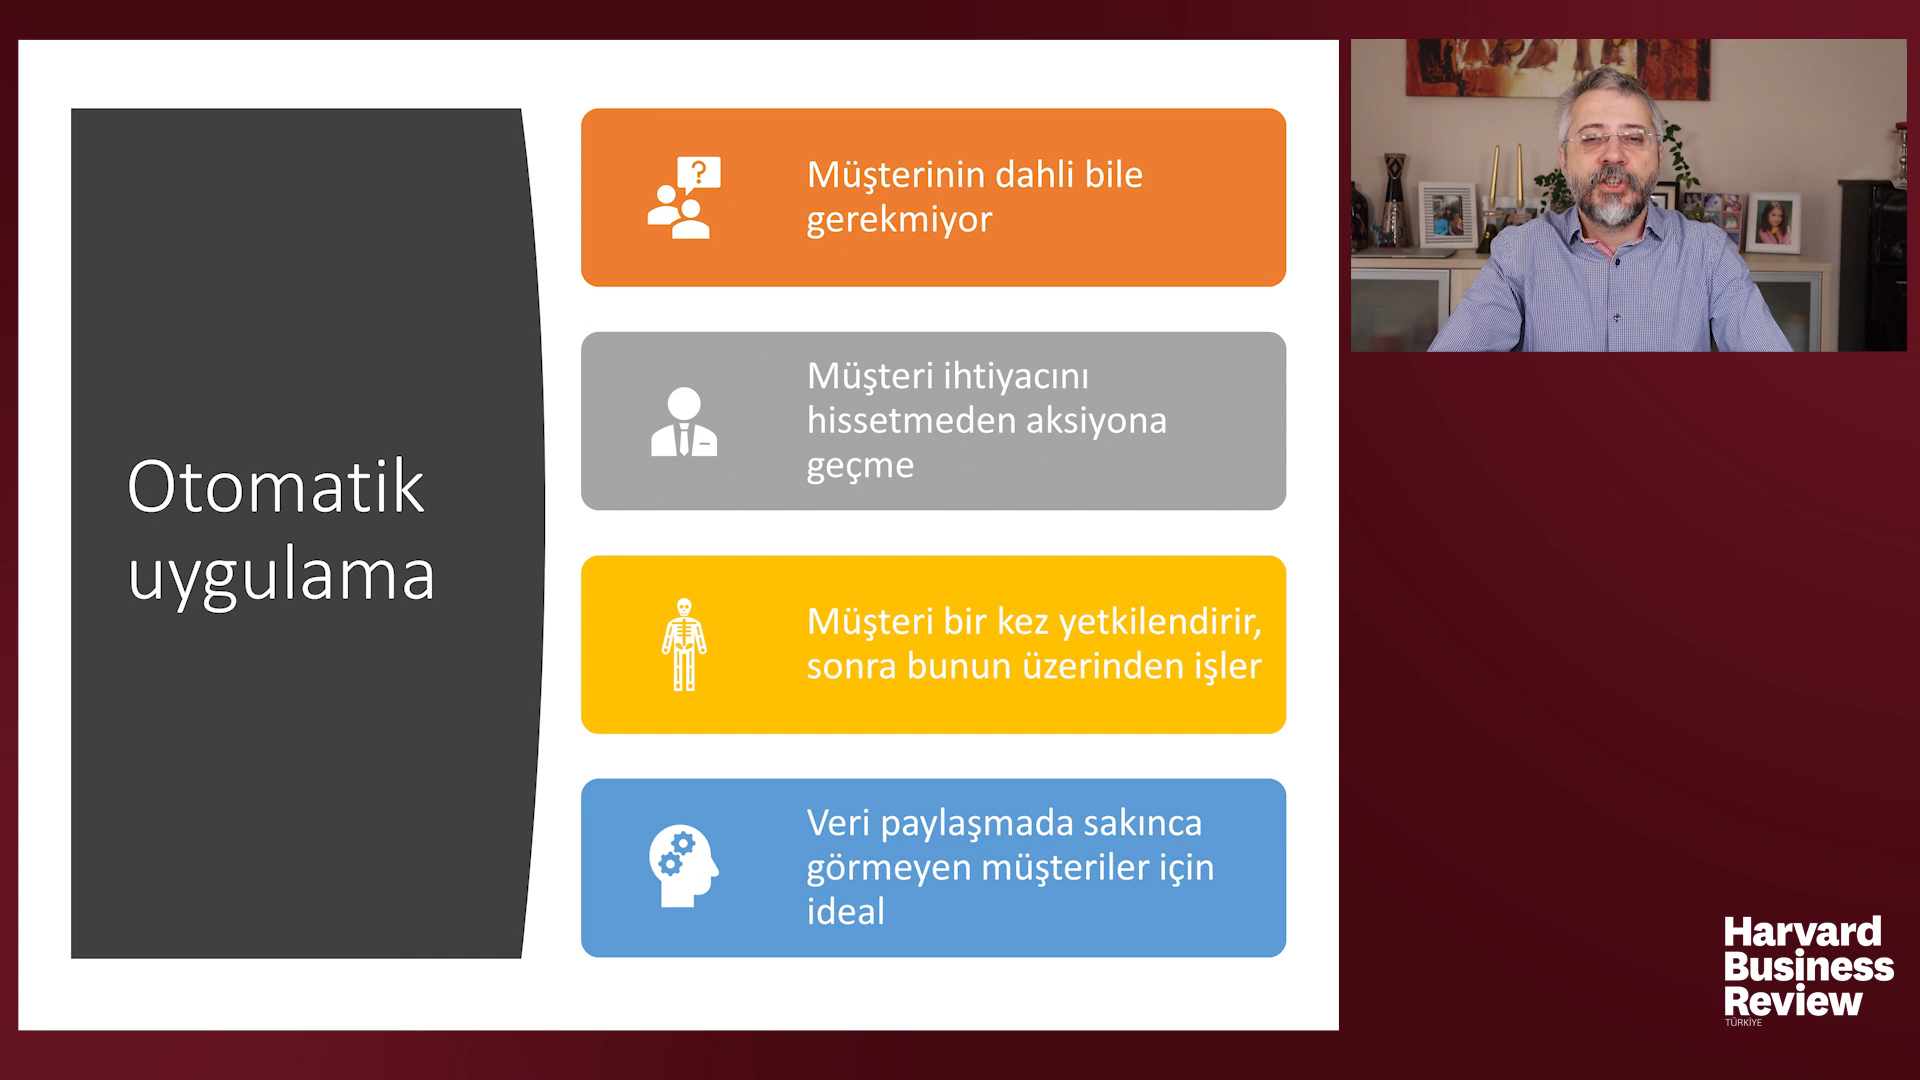 Otomatik
uygulama
?
Müşterinin dahli bile
gerekmiyor
Müşteri ihtiyacını
hissetmeden aksiyona
geçme
Müşteri bir kez yetkilendirir,
sonra bunun üzerinden işler
Veri paylaşmada sakınca
görmeyen müşteriler için
ideal
Harvard
Business
Review
TÜRKİYE